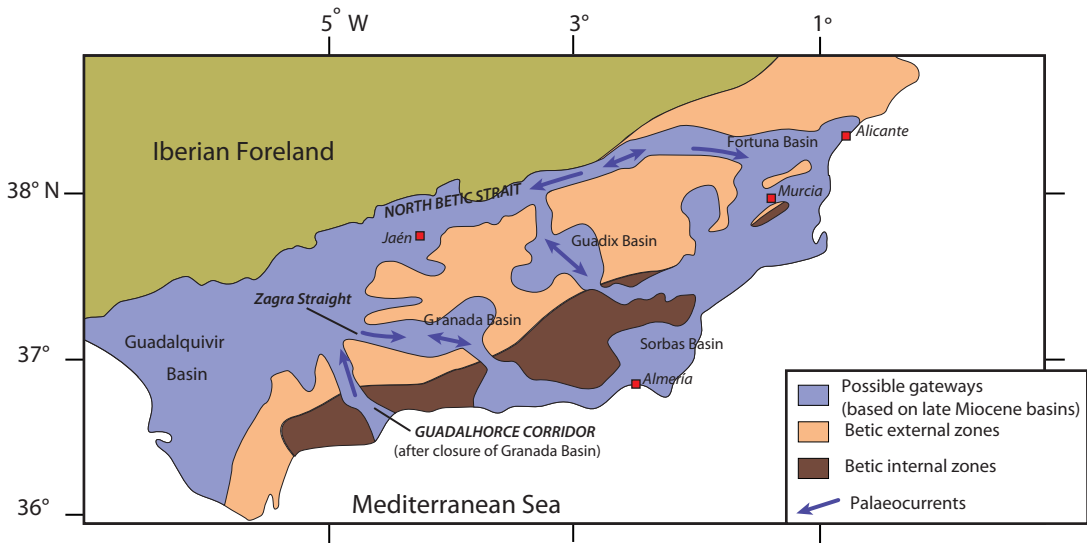 5° W
3°
1°
Alicante
Fortuna Basin
Iberian Foreland
38° N
Murcia
NORTH BETIC STRAIT
Jaén
Guadix Basin
Zagra Straight
Granada Basin
Guadalquivir
Basin
Sorbas Basin
37°
Almería
Possible gateways
(based on late Miocene basins)
Betic external zones
GUADALHORCE CORRIDOR
(after closure of Granada Basin)
Betic internal zones
Mediterranean Sea
Palaeocurrents
36°